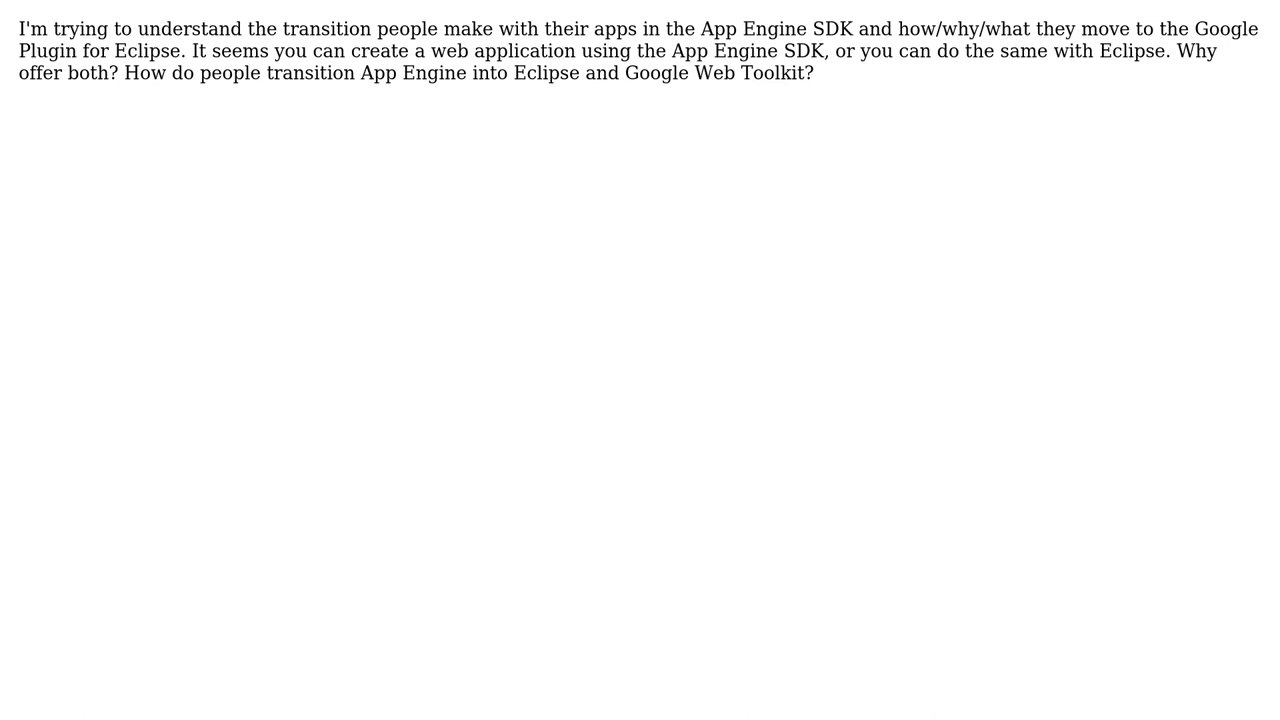 I'm trying to understand the transition people make with their apps in the App Engine SDK and how/why/what they move to the Google
Plugin for Eclipse. It seems you can create a web application using the App Engine SDK, or you can do the same with Eclipse. Why
offer both? How do people transition App Engine into Eclipse and Google Web Toolkit?